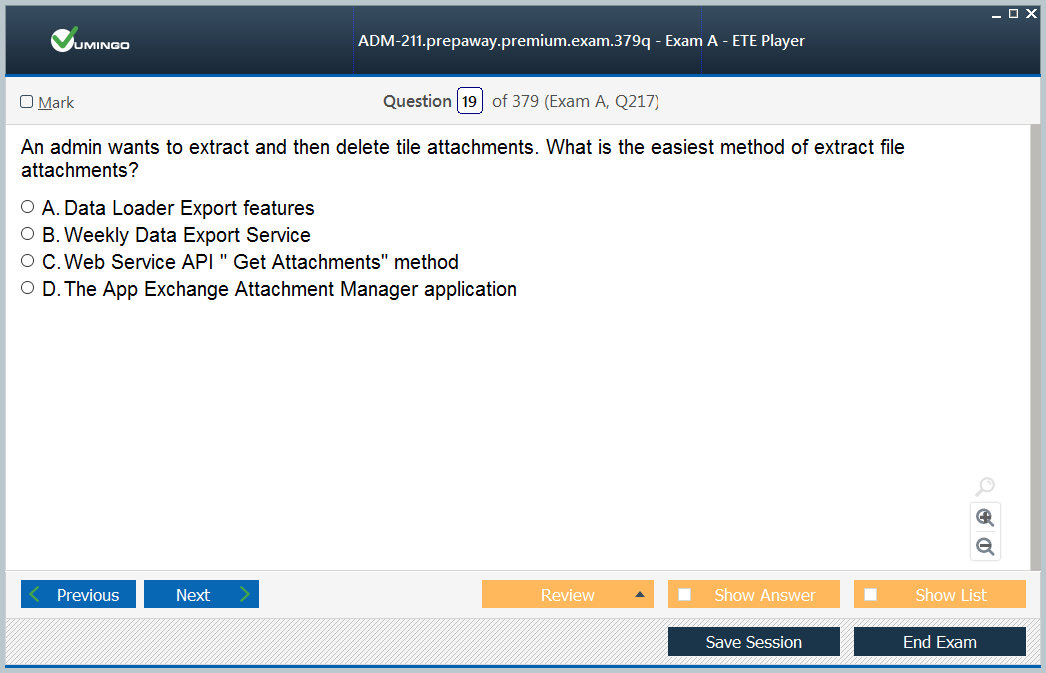 VUMINGO
ADM-211.prepaway.premium.exam.379q - Exam A - ETE Player
Mark
Question 19 of 379 (Exam A, Q217)
An admin wants to extract and then delete tile attachments. What is the easiest method of extract file
attachments?
A. Data Loader Export features
B. Weekly Data Export Service
C. Web Service API " Get Attachments" method
D. The App Exchange Attachment Manager application
Previous
Next
Review
Show Answer
Show List
Save Session
End Exam